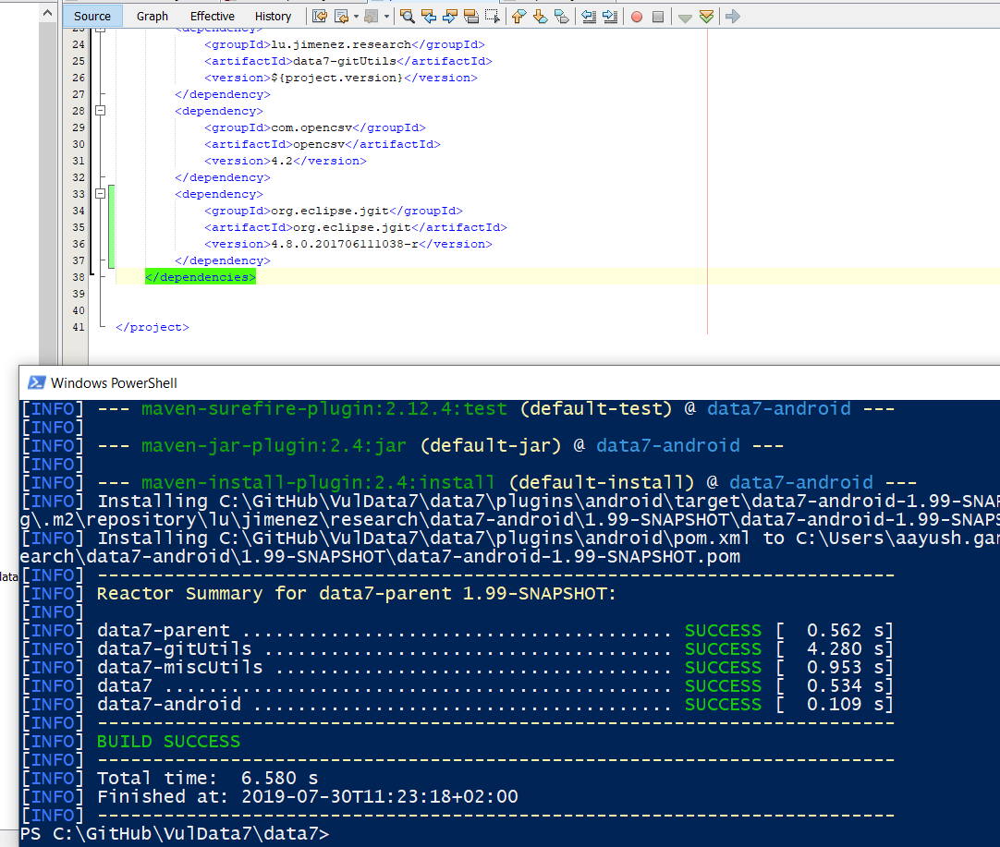 Source Graph Effective History
23 <dependency>
24 <groupId>lu.jimenez.research</groupId>
25 <artifactId>data7-gitUtils</artifactId>
26 <version>${project.version}</version>
27 </dependency>
28 <dependency>
29 <groupId>com.opencsv</groupId>
30 <artifactId>opencsv</artifactId>
31 <version>4.2</version>
32 </dependency>
33 <dependency>
34 <groupId>org.eclipse.jgit</groupId>
35 <artifactId>org.eclipse.jgit</artifactId>
36 <version>4.8.0.201706111038-r</version>
37 </dependency>
38 </dependencies>
39
40
41 </project>
Windows PowerShell
[INFO] --- maven-surefire-plugin:2.12.4:test (default-test) @ data7-android ---
[INFO]
[INFO] --- maven-jar-plugin:2.4:jar (default-jar) @ data7-android ---
[INFO]
[INFO] --- maven-install-plugin:2.4:install (default-install) @ data7-android ---
[INFO] Installing C:\GitHub\VulData7\data7\plugins\android\target\data7-android-1.99-SNAP
g\.m2\repository\lu\jimenez\research\data7-android\1.99-SNAPSHOT\data7-android-1.99-SNAPS
[INFO] Installing C:\GitHub\VulData7\data7\plugins\android\pom.xml to C:\Users\aayush.gar
earch\data7-android\1.99-SNAPSHOT\data7-android-1.99-SNAPSHOT.pom
[INFO] ------------------------------------------------------------------------
[INFO] Reactor Summary for data7-parent 1.99-SNAPSHOT:
[INFO]
[INFO] data7-parent ....................................... SUCCESS [  0.562 s]
[INFO] data7-gitUtils ..................................... SUCCESS [  4.280 s]
[INFO] data7-miscUtils .................................... SUCCESS [  0.953 s]
[INFO] data7 .............................................. SUCCESS [  0.534 s]
[INFO] data7-android ...................................... SUCCESS [  0.109 s]
[INFO] ------------------------------------------------------------------------
[INFO] BUILD SUCCESS
[INFO] ------------------------------------------------------------------------
[INFO] Total time:  6.580 s
[INFO] Finished at: 2019-07-30T11:23:18+02:00
[INFO] ------------------------------------------------------------------------
PS C:\GitHub\VulData7\data7>